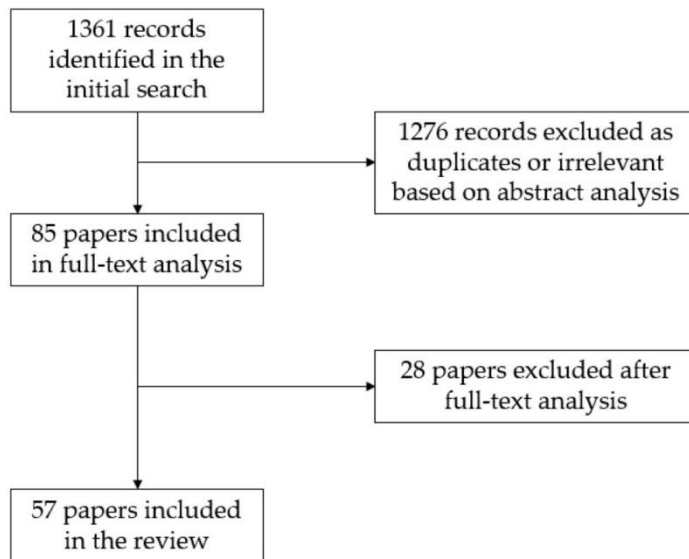 1361 records
identified in the
initial search
1276 records excluded as
duplicates or irrelevant
based on abstract analysis
85 papers included
in full-text analysis
28 papers excluded after
full-text analysis
57 papers included
in the review